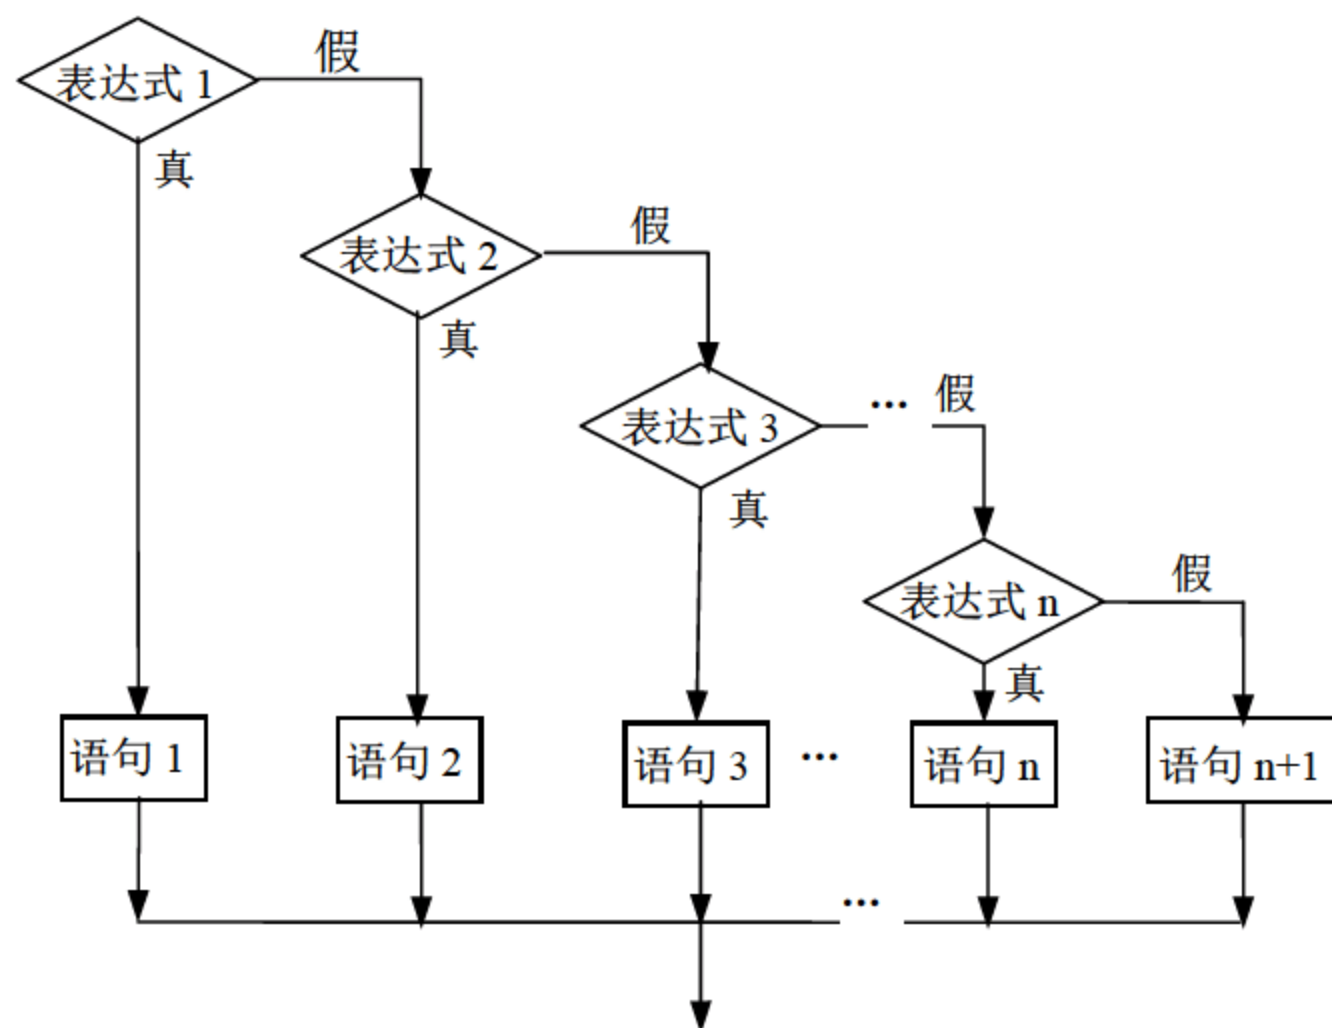 表达式 1
假
真
表达式 2
假
真
表达式 3
... 假
真
表达式 n
假
真
语句 1
语句 2
语句 3
...
语句 n
语句 n+1
...